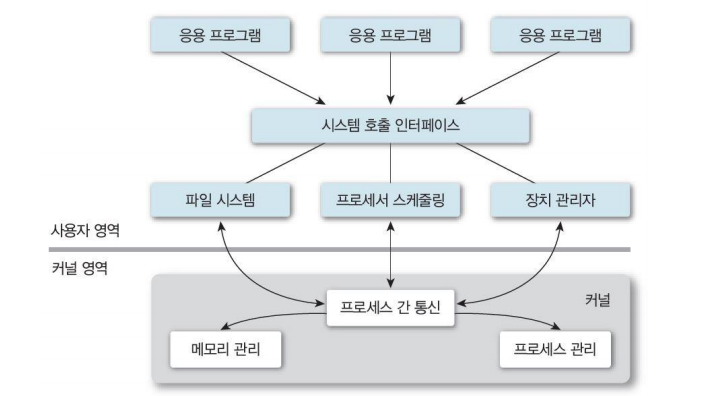 응용 프로그램
응용 프로그램
응용 프로그램
시스템 호출 인터페이스
파일 시스템
프로세서 스케줄링
장치 관리자
사용자 영역
커널 영역
커널
프로세스 간 통신
메모리 관리
프로세스 관리